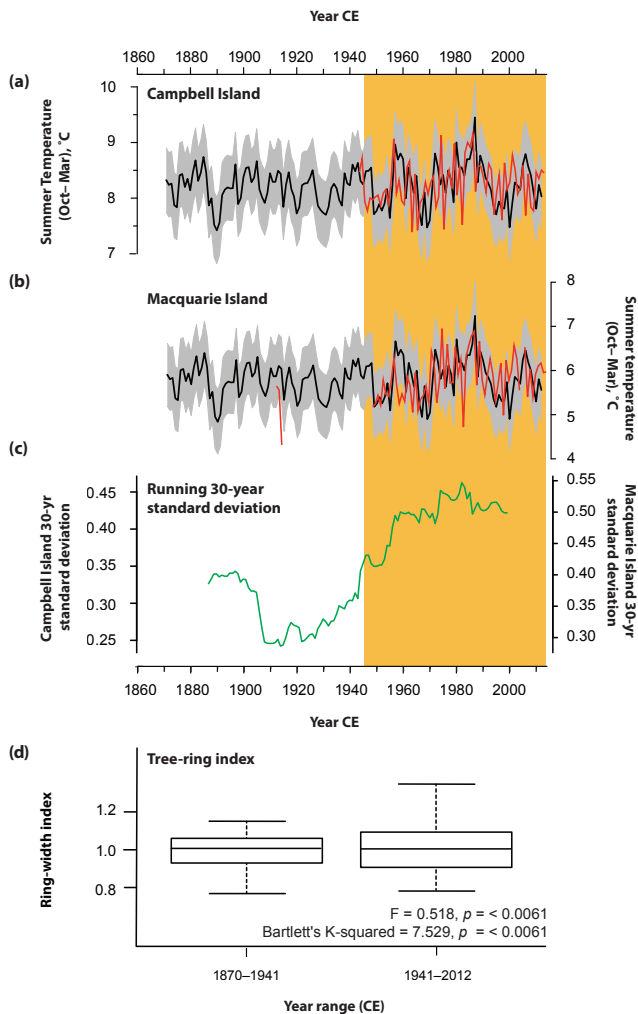 Year CE
1860 1880 1900 1920 1940 1960 1980 2000
(a)
Campbell Island
10
9
8
7
Summer Temperature
(Oct– Mar), ˚C
(b)
Macquarie Island
8
7
6
5
4
Summer temperature
(Oct– Mar), ˚C
(c)
Running 30-year
standard deviation
0.45
0.35
0.30
0.25
Campbell Island 30-yr
standard deviation
0.55
0.50
0.45
0.40
0.30
Macquarie Island 30-yr
standard deviation
1860 1880 1900 1920 1940 1960 1980 2000
Year CE
(d)
Tree-ring index
1.2
1.0
0.8
Ring-width index
F = 0.518, p = < 0.0061
Bartlett's K-squared = 7.529, p = < 0.0061
1870–1941 1941–2012
Year range (CE)